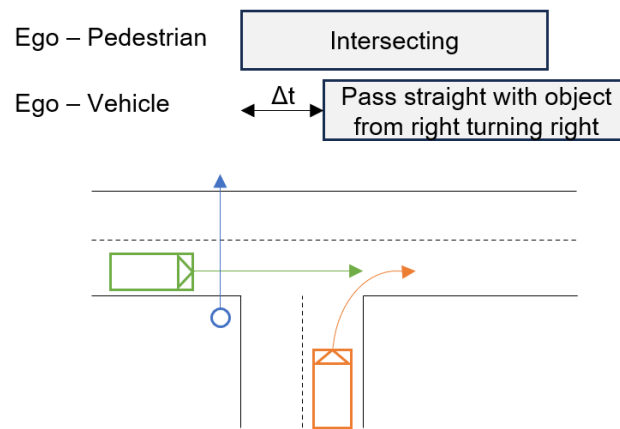 Ego – Pedestrian
Intersecting
Ego – Vehicle
Δt
Pass straight with object
from right turning right